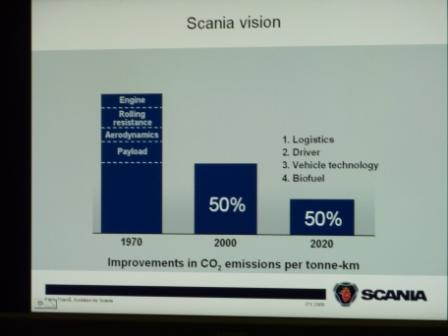 Scania vision
Engine
Rolling
resistance
Aerodynamics
Payload
50%
50%
1. Logistics
2. Driver
3. Vehicle technology
4. Biofuel
1970
2000
2020
Improvements in CO₂ emissions per tonne-km
SCANIA